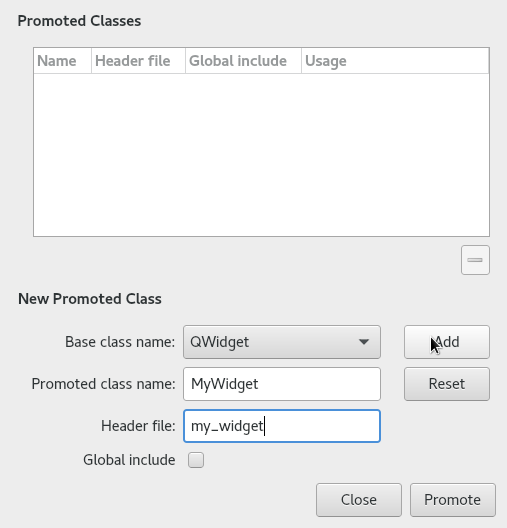 Promoted Classes
Name Header file Global include Usage
New Promoted Class
Base class name: QWidget Add
Promoted class name: MyWidget Reset
Header file: my_widget
Global include
Close Promote